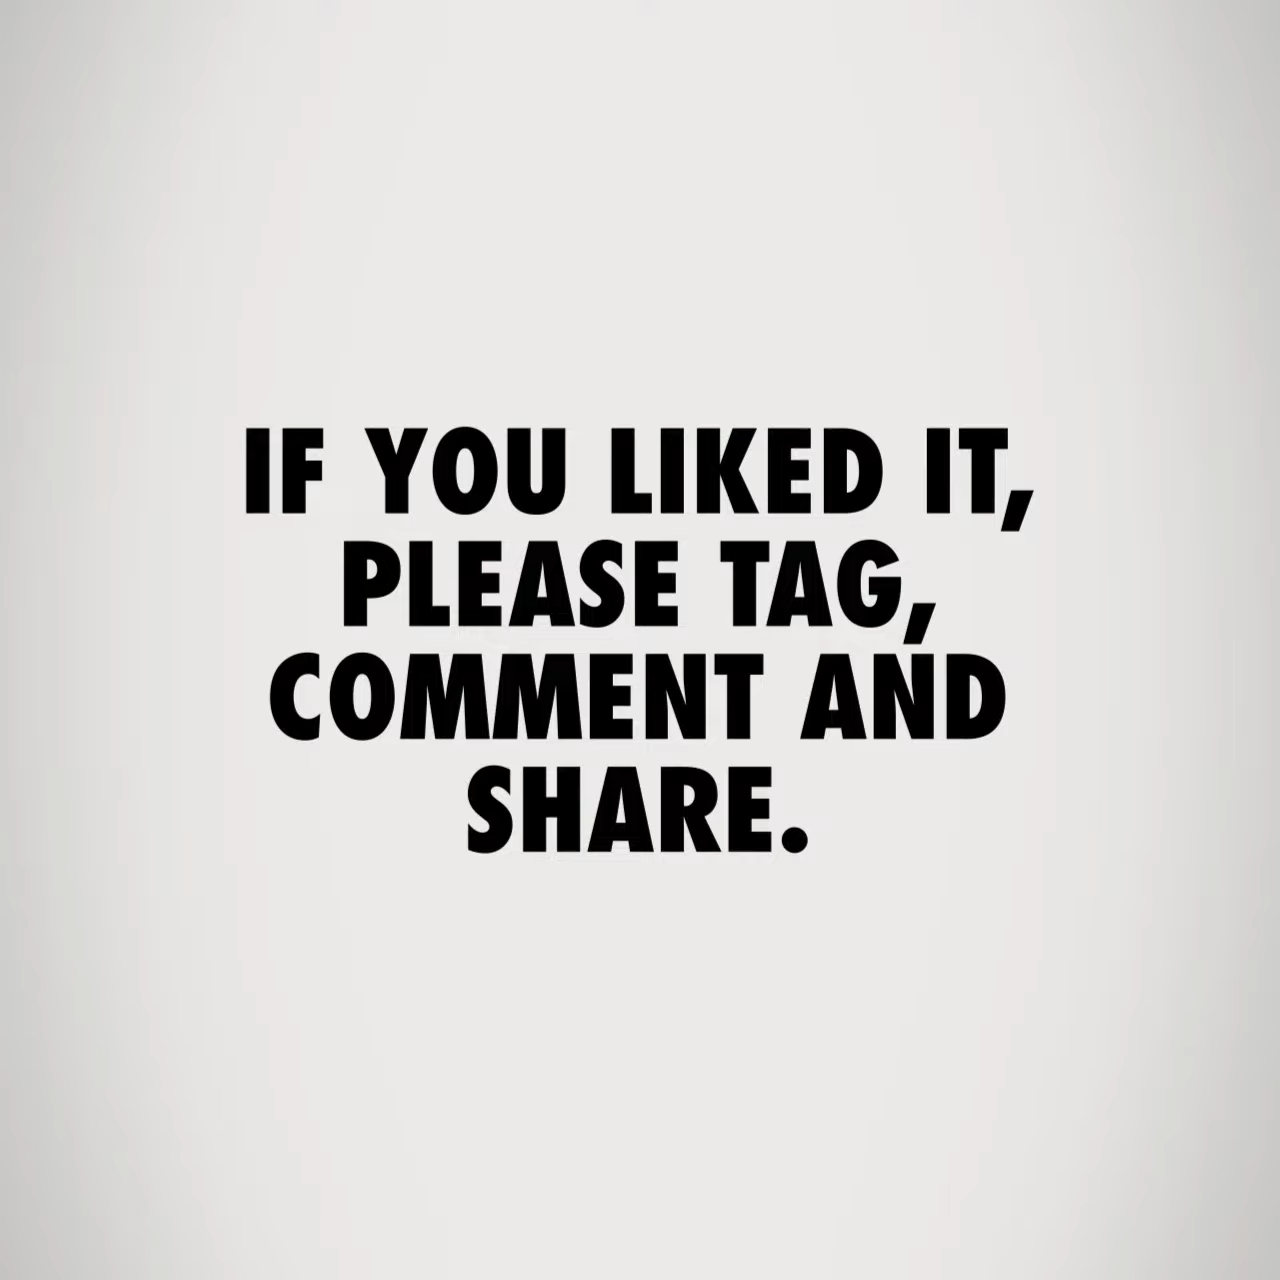 IF YOU LIKED IT,
PLEASE TAG,
COMMENT AND
SHARE.